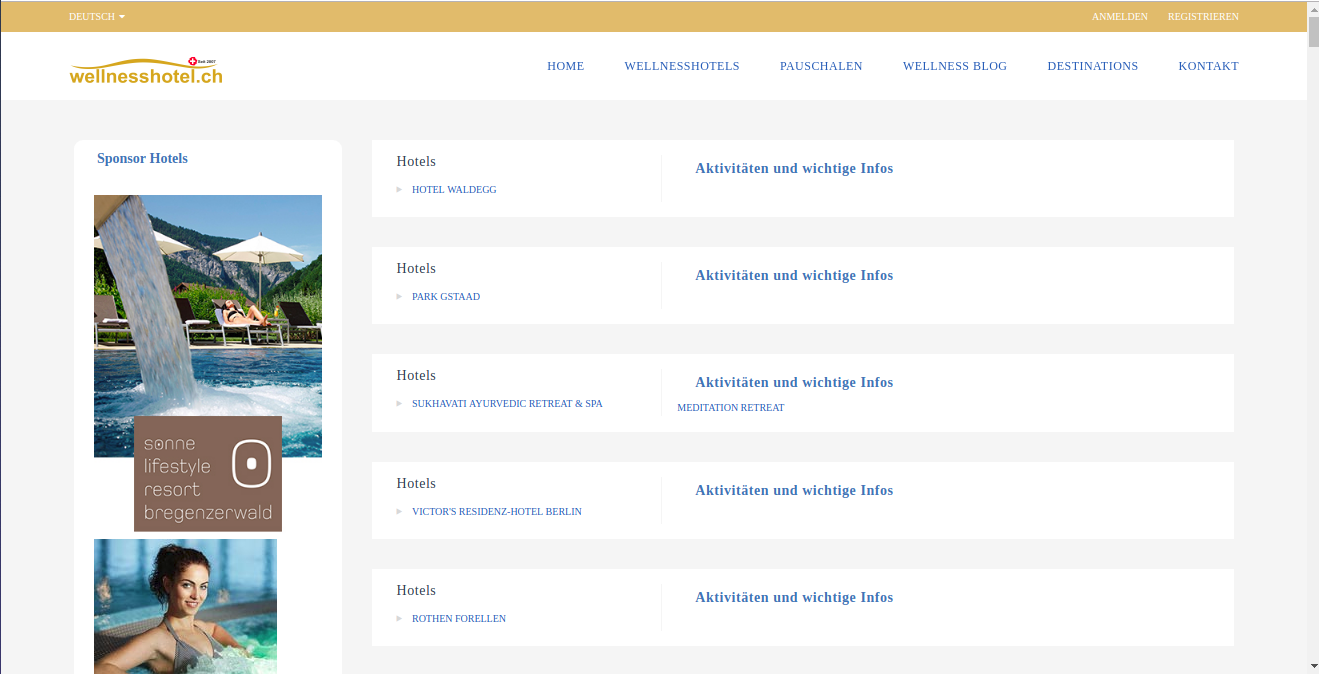 DEUTSCH
ANMELDEN REGISTRIEREN
Seit 2007
wellnesshotel.ch
HOME WELLNESSHOTELS PAUSCHALEN WELLNESS BLOG DESTINATIONS KONTAKT
Sponsor Hotels
sonne
lifestyle
resort
bregenzerwald
Hotels
HOTEL WALDEGG
Aktivitäten und wichtige Infos
Hotels
PARK GSTAAD
Aktivitäten und wichtige Infos
Hotels
SUKHAVATI AYURVEDIC RETREAT & SPA
Aktivitäten und wichtige Infos
MEDITATION RETREAT
Hotels
VICTOR'S RESIDENZ-HOTEL BERLIN
Aktivitäten und wichtige Infos
Hotels
ROTHEN FORELLEN
Aktivitäten und wichtige Infos